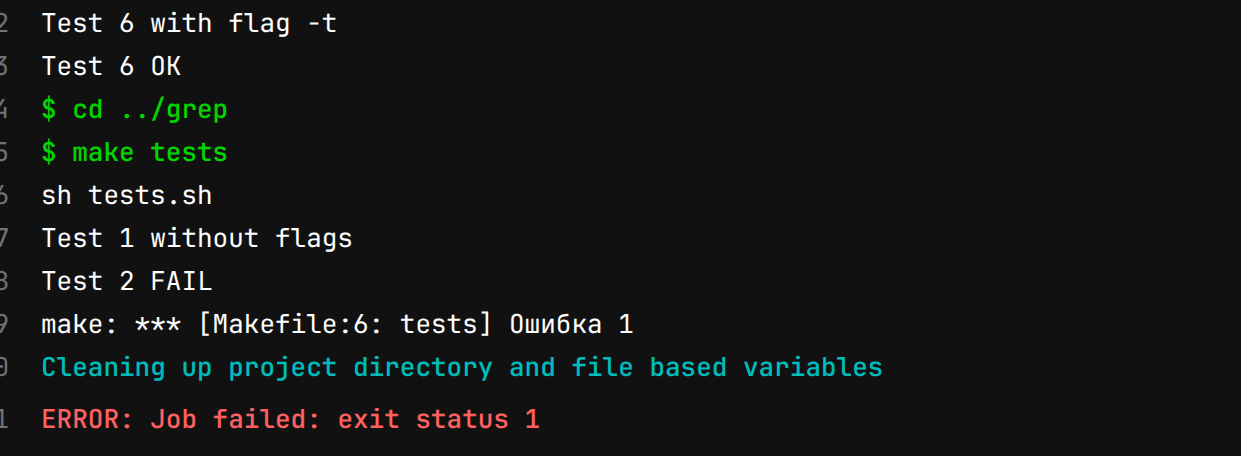 2 Test 6 with flag -t
3 Test 6 OK
4 $ cd ../grep
5 $ make tests
6 sh tests.sh
7 Test 1 without flags
8 Test 2 FAIL
9 make: *** [Makefile:6: tests] Ошибка 1
0 Cleaning up project directory and file based variables
1 ERROR: Job failed: exit status 1